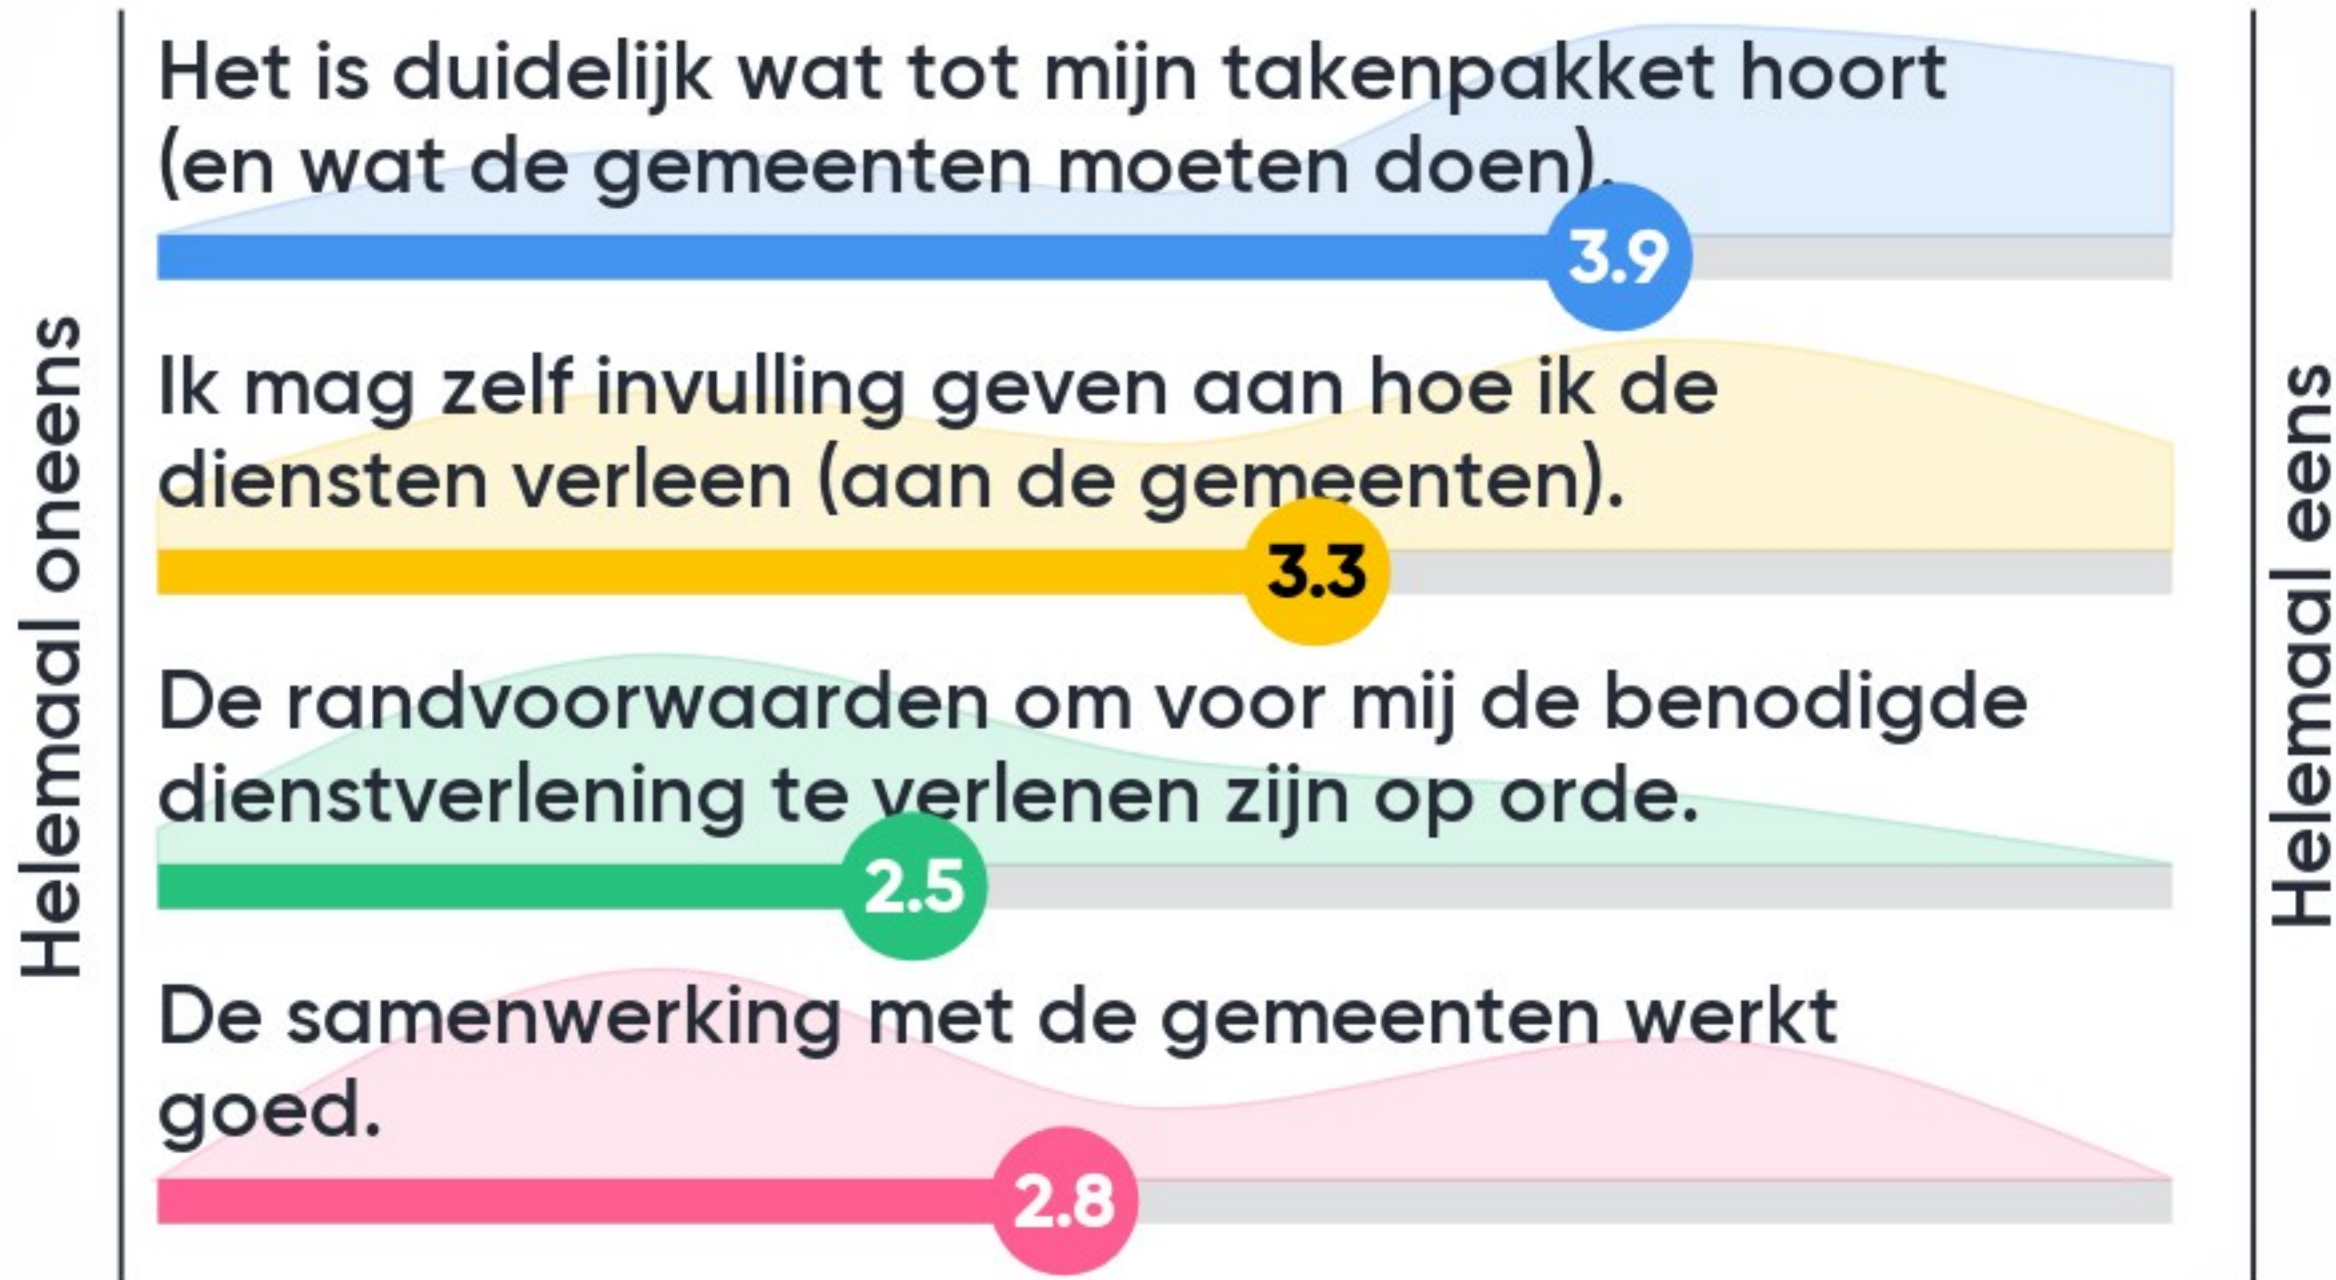 Helemaal oneens
Het is duidelijk wat tot mijn takenpakket hoort
(en wat de gemeenten moeten doen).
3.9
Ik mag zelf invulling geven aan hoe ik de
diensten verleen (aan de gemeenten).
3.3
De randvoorwaarden om voor mij de benodigde
dienstverlening te verlenen zijn op orde.
2.5
De samenwerking met de gemeenten werkt
goed.
2.8
Helemaal eens